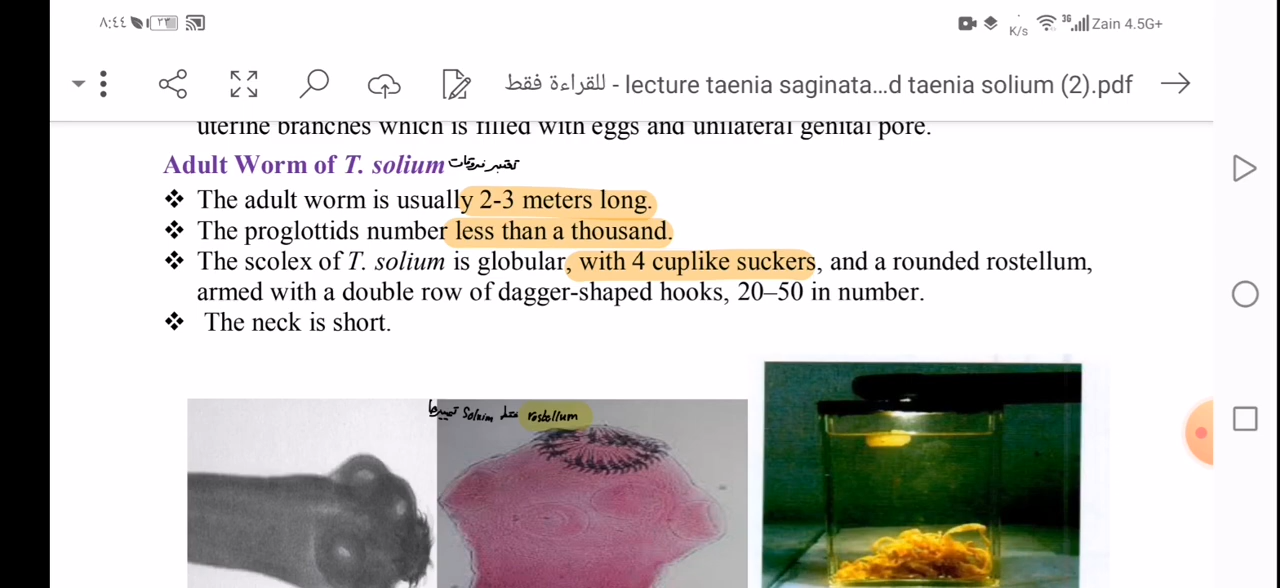 ٨:٤٤ ٢٣ K/s 3G Zain 4.5G+
للقراءة فقط - lecture taenia saginata...d taenia solium (2).pdf
uterine branches which is filled with eggs and unilateral genital pore.
Adult Worm of T. solium
❖ The adult worm is usually 2-3 meters long.
❖ The proglottids number less than a thousand.
❖ The scolex of T. solium is globular, with 4 cuplike suckers, and a rounded rostellum,
armed with a double row of dagger-shaped hooks, 20–50 in number.
❖ The neck is short.
rostellum